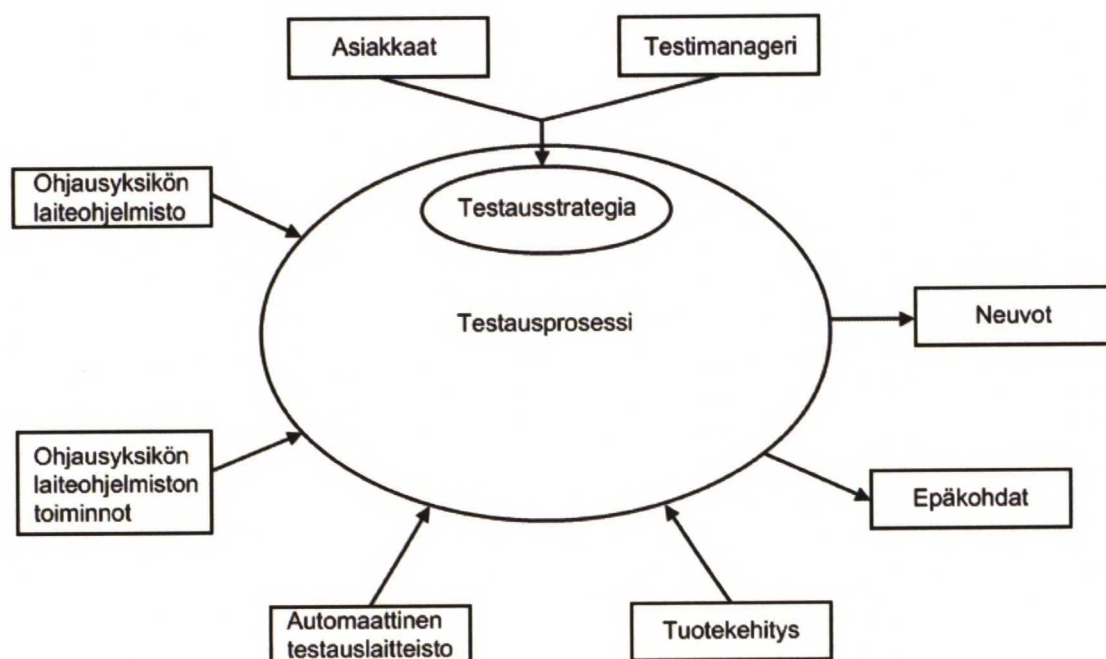 Asiakkaat
Testimanageri
Ohjausyksikön
laiteohjelmisto
Testausstrategia
Testausprosessi
Neuvot
Ohjausyksikön
laiteohjelmiston
toiminnot
Epäkohdat
Automaattinen
testauslaitteisto
Tuotekehitys